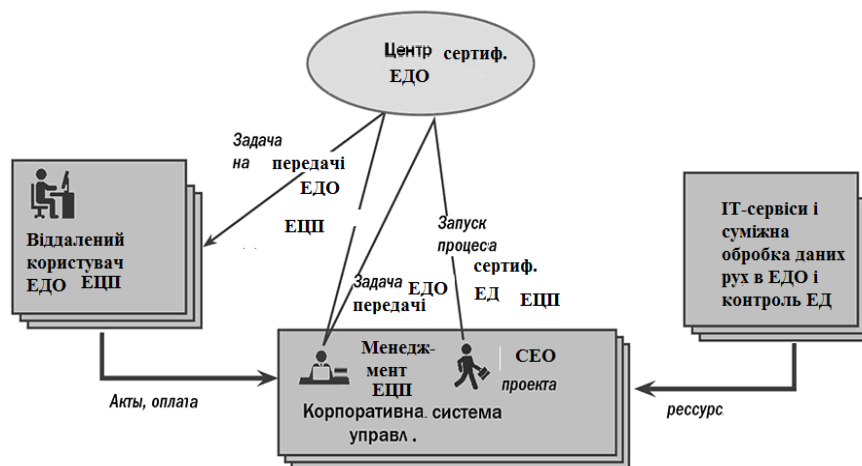 Центр сертиф.
ЕДО
Задача
на передачі
ЕДО
ЕЦП
Віддалений
користувач
ЕДО ЕЦП
Запуск
процеса
сертиф.
ЕД ЕЦП
Задача ЕДО
передачі
ІТ-сервіси і
суміжна
обробка даних
рух в ЕДО і
контроль ЕД
Менедж-
мент
ЕЦП
СЕО
проекта
Корпоративна. система
управл .
Акты, оплата
рессурс